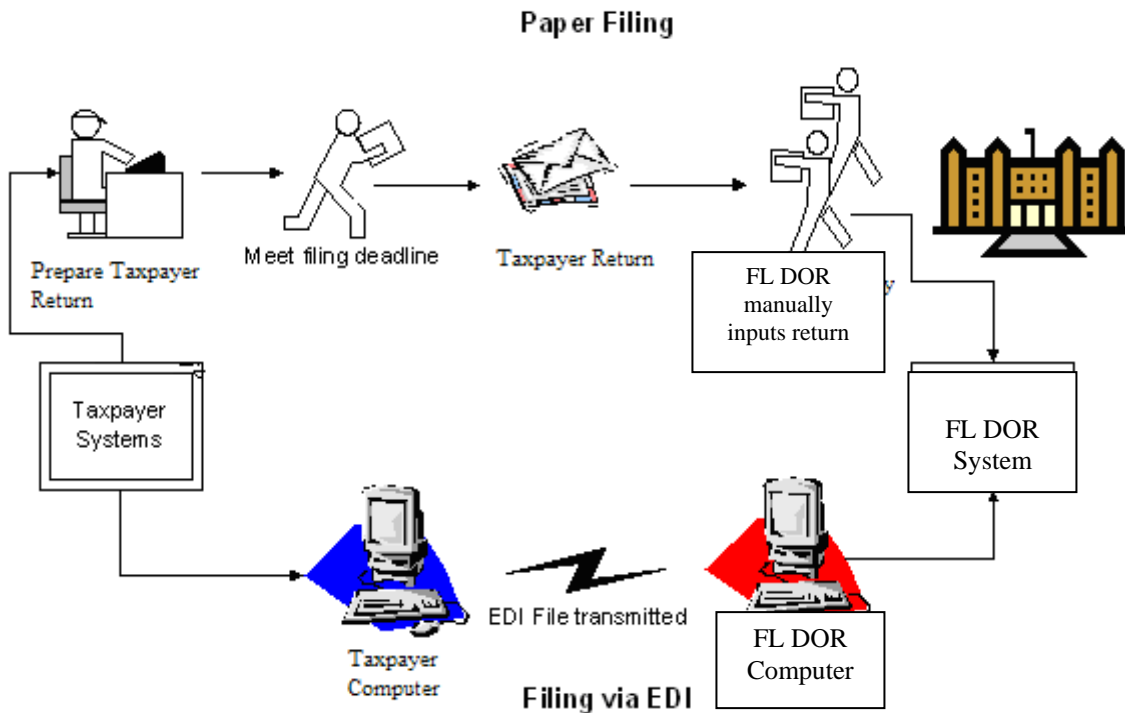 Paper Filing
Meet filing deadline
Taxpayer Return
Prepare Taxpayer
Return
FL DOR
manually
inputs return
y
Taxpayer
Systems
FL DOR
System
EDI File transmitted
Taxpayer
Computer
FL DOR
Computer
Filing via EDI